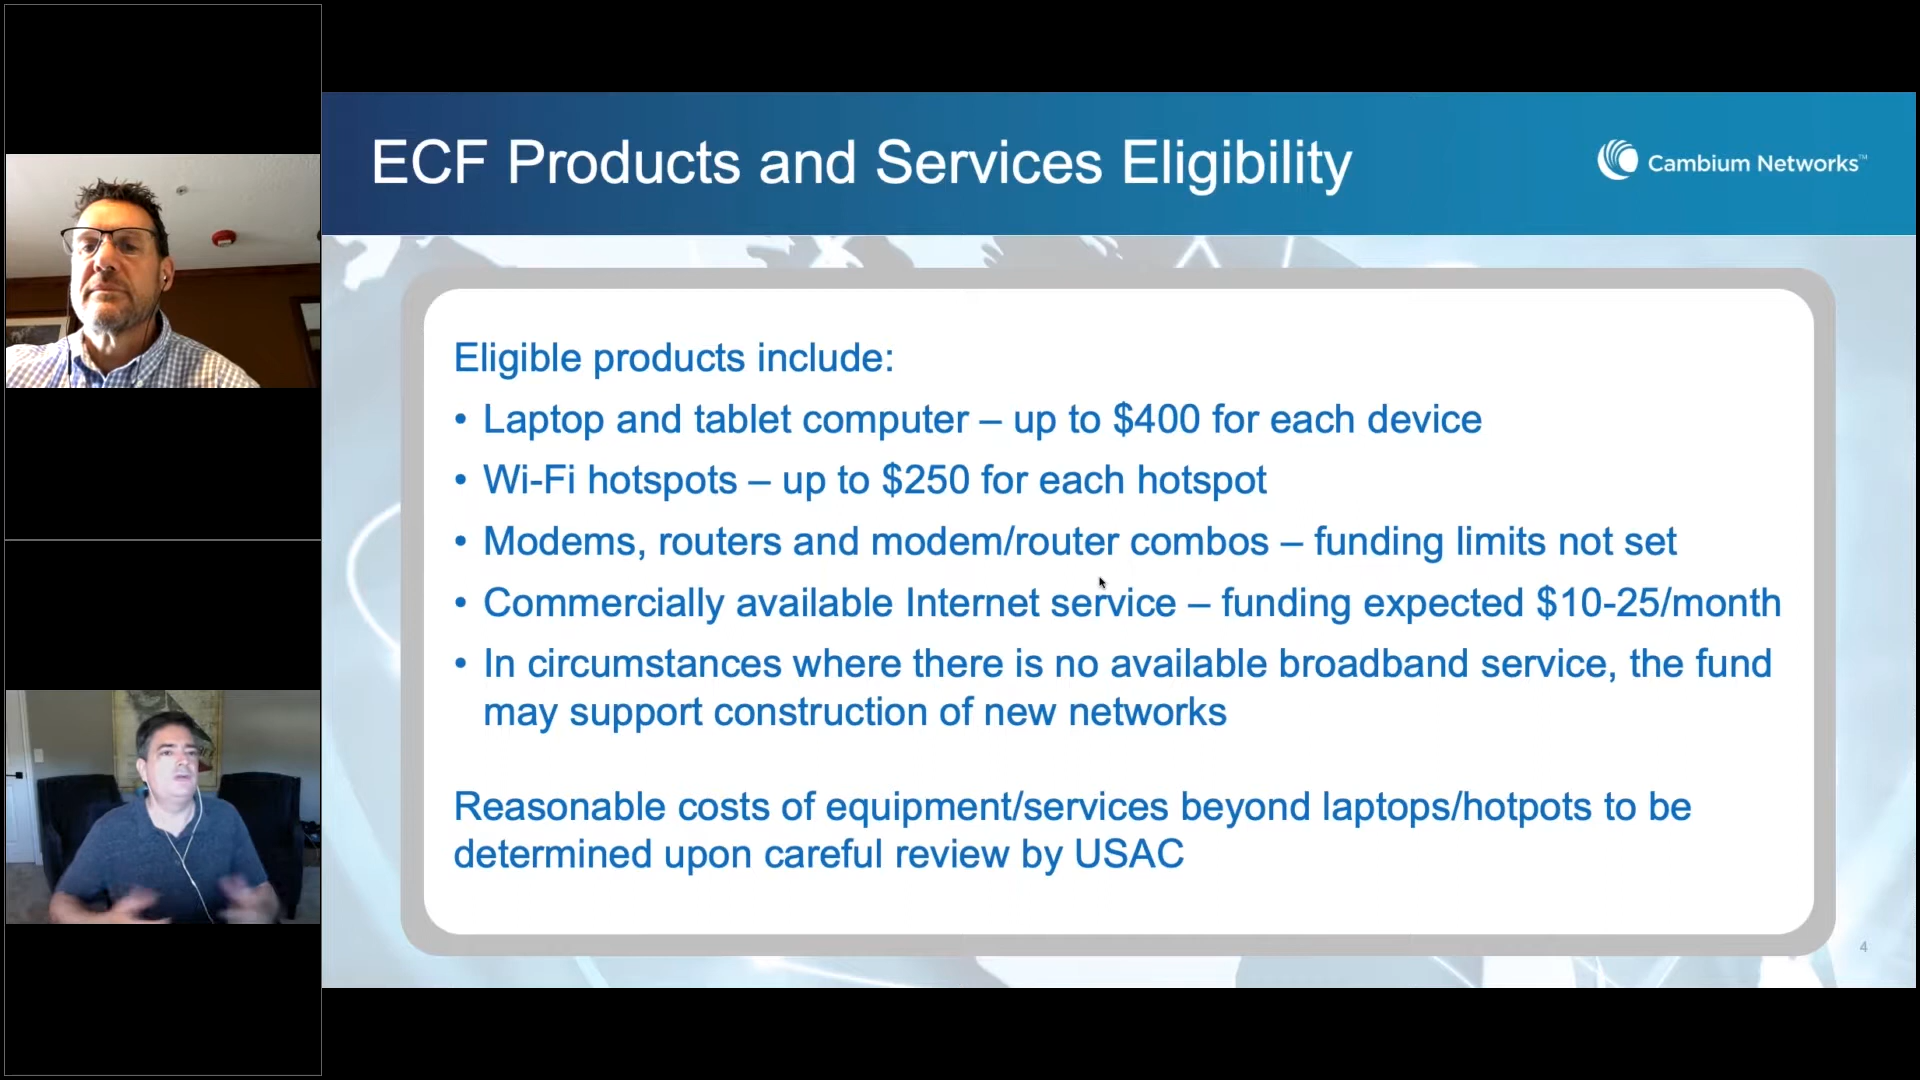 ECF Products and Services Eligibility
Cambium Networks™
Eligible products include:
• Laptop and tablet computer – up to $400 for each device
• Wi-Fi hotspots – up to $250 for each hotspot
• Modems, routers and modem/router combos – funding limits not set
• Commercially available Internet service – funding expected $10-25/month
• In circumstances where there is no available broadband service, the fund
may support construction of new networks
Reasonable costs of equipment/services beyond laptops/hotpots to be
determined upon careful review by USAC
4